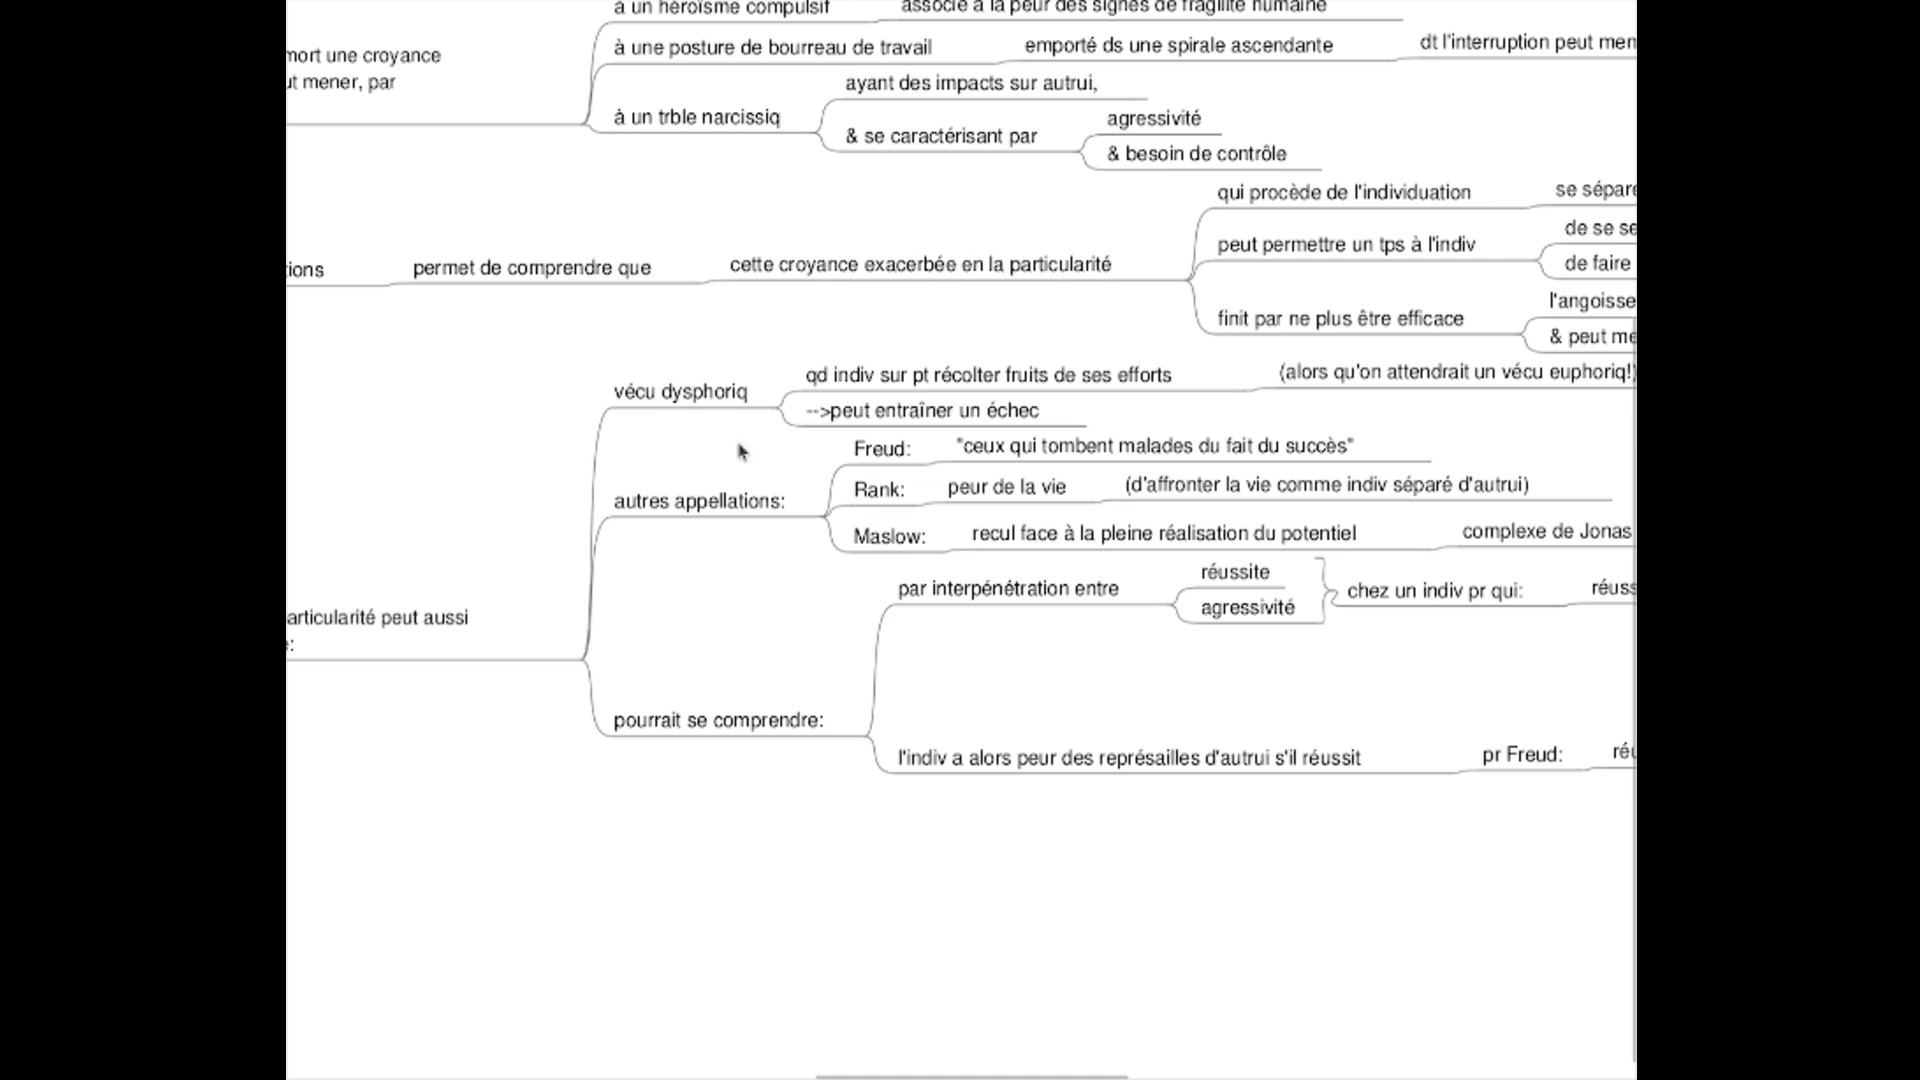 à un héroïsme compulsif
associé à la peur des signes de fragilité humaine
mort une croyance
ut mener, par
à une posture de bourreau de travail
emporté ds une spirale ascendante
dt l'interruption peut men
à un trble narcissiq
ayant des impacts sur autrui,
& se caractérisant par
agressivité
& besoin de contrôle
tions
permet de comprendre que
cette croyance exacerbée en la particularité
qui procède de l'individuation
se sépare
peut permettre un tps à l'indiv
de se se
de faire
finit par ne plus être efficace
l'angoisse
& peut me
articularité peut aussi
e:
vécu dysphoriq
qd indiv sur pt récolter fruits de ses efforts
(alors qu'on attendrait un vécu euphoriq!)
-->peut entraîner un échec
autres appellations:
Freud:
"ceux qui tombent malades du fait du succès"
Rank:
peur de la vie
(d'affronter la vie comme indiv séparé d'autrui)
Maslow:
recul face à la pleine réalisation du potentiel
complexe de Jonas
pourrait se comprendre:
par interpénétration entre
réussite
agressivité
chez un indiv pr qui:
réuss
l'indiv a alors peur des représailles d'autrui s'il réussit
pr Freud:
réu